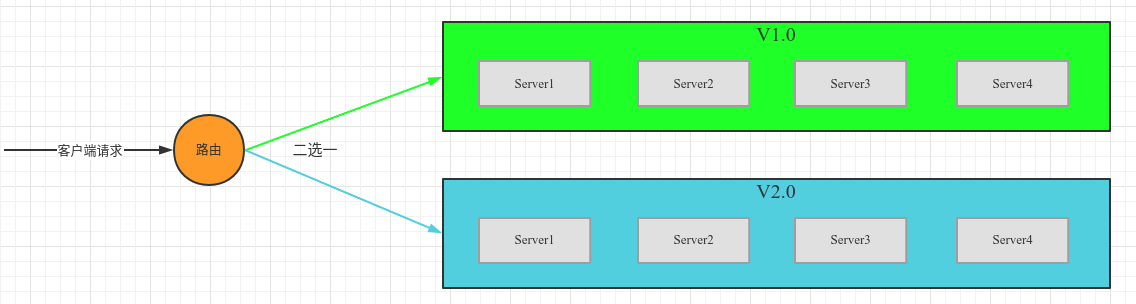 V1.0
Server1
Server2
Server3
Server4
客户端请求
路由
二选一
V2.0
Server1
Server2
Server3
Server4